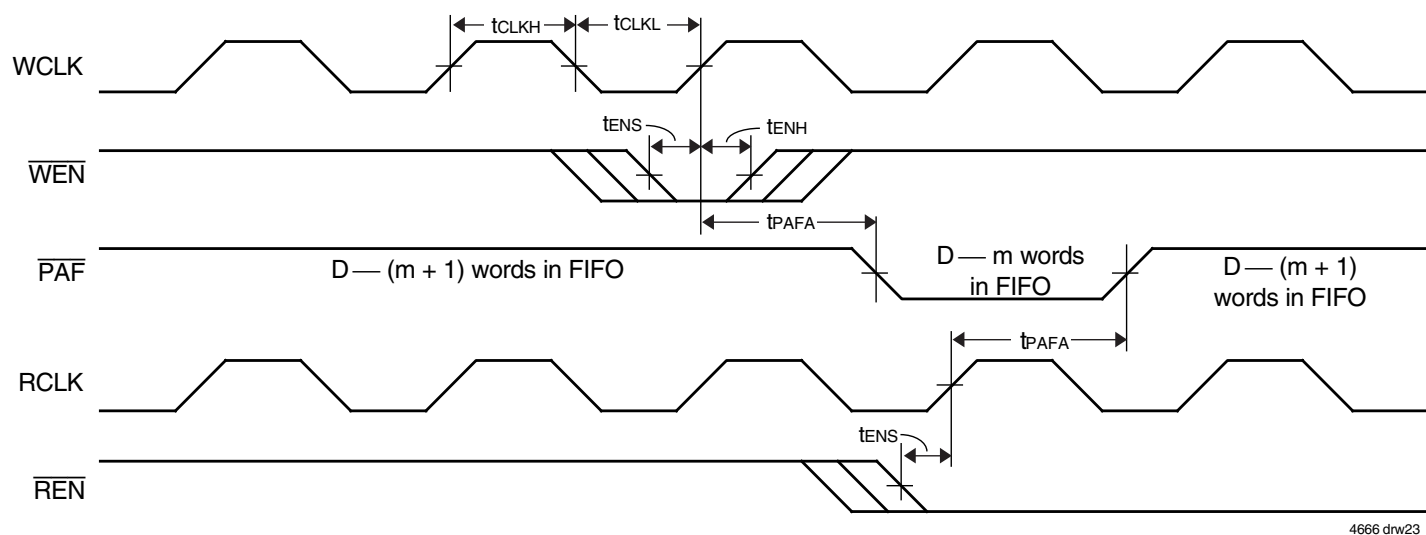 tCLKH tCLKL
WCLK
tENS tENH
WEN
tPAFA
PAF
D — (m + 1) words in FIFO
D — m words
in FIFO
D — (m + 1)
words in FIFO
tPAFA
RCLK
tENS
REN
4666 drw23